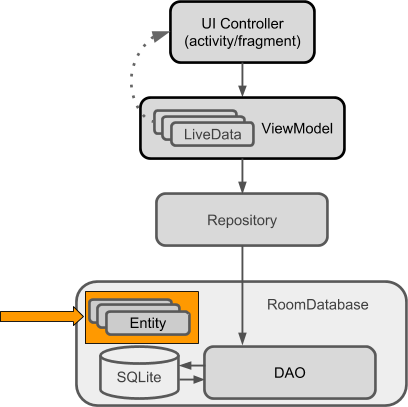 UI Controller
(activity/fragment)
LiveData
ViewModel
Repository
RoomDatabase
Entity
SQLite
DAO